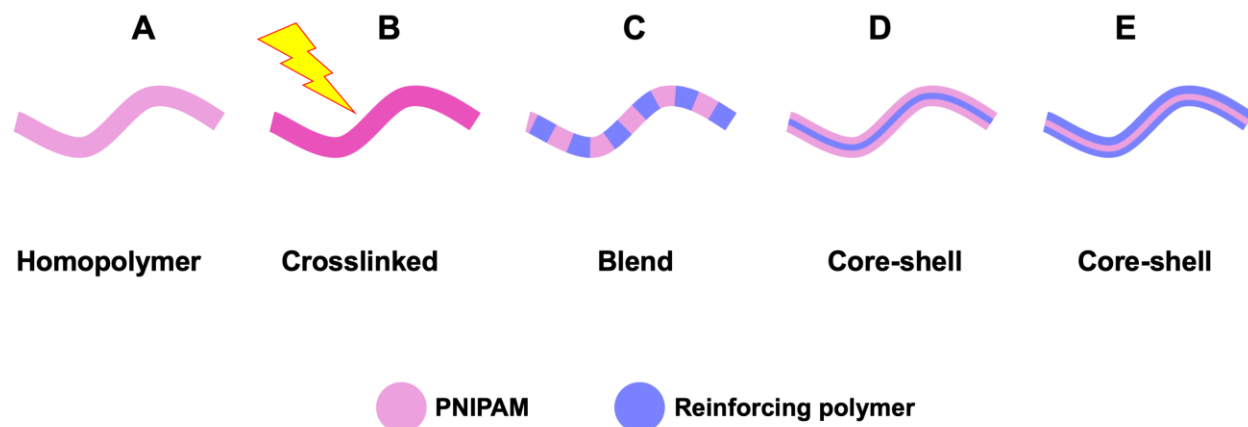 A B C D E
Homopolymer Crosslinked Blend Core-shell Core-shell
PNIPAM Reinforcing polymer